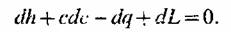 dh + cdc - dq + dL = 0.